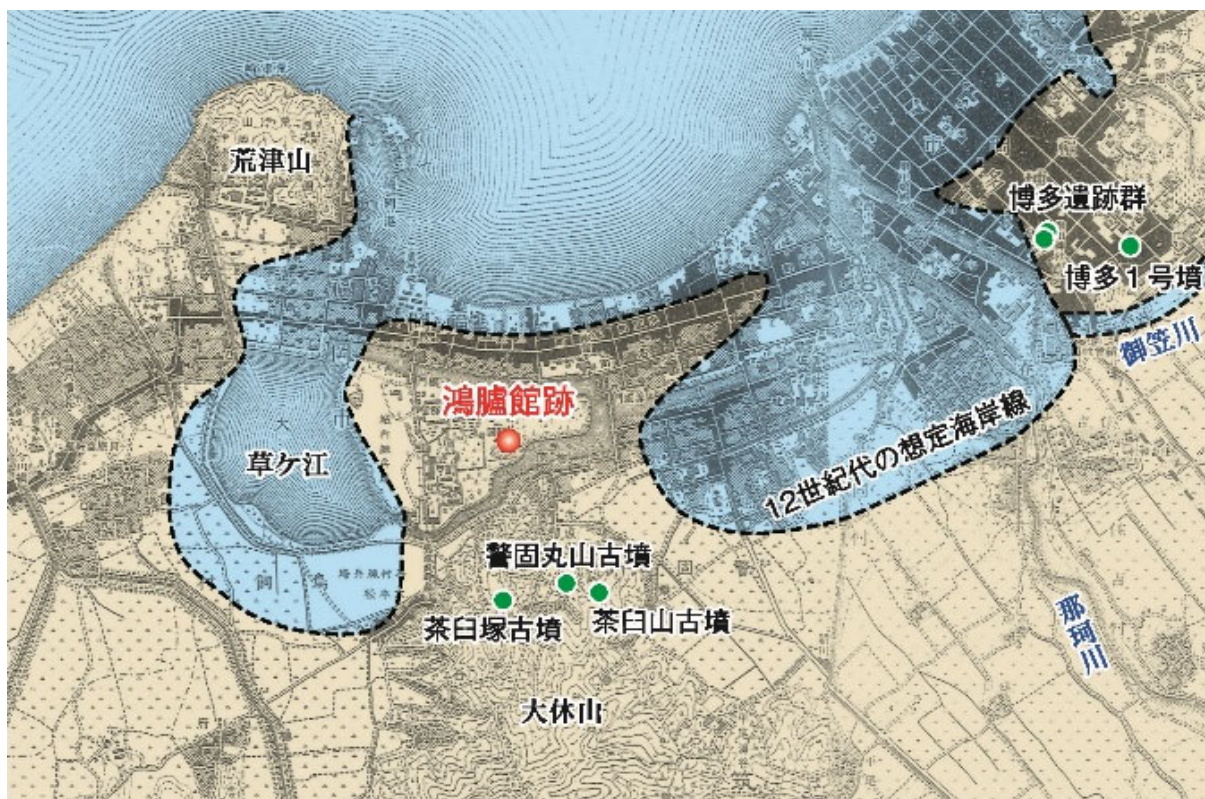 荒津山
博多遺跡群
博多1号墳
御笠川
鴻臚館跡
草ケ江
12世紀代の想定海岸線
警固丸山古墳
茶臼塚古墳
茶臼山古墳
那珂川
大休山